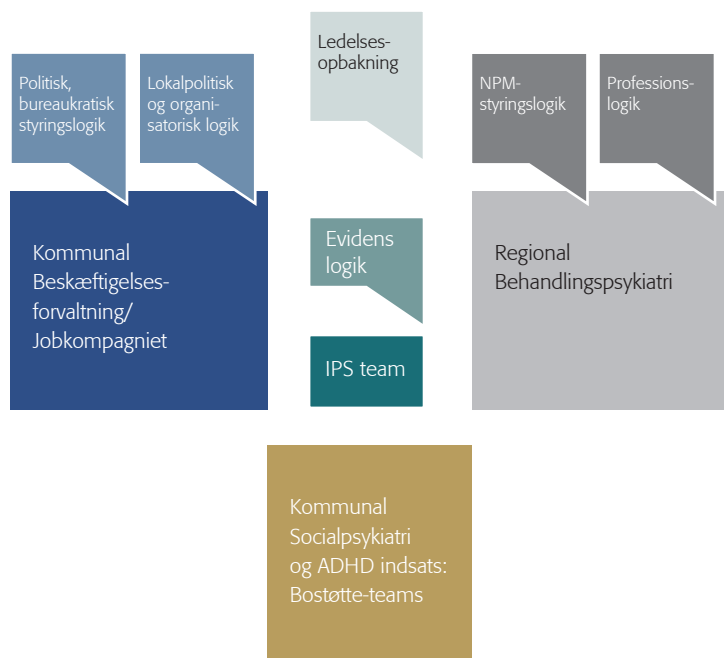 Politisk,
bureaukratisk
styringslogik
Lokalpolitisk
og organi-
satorisk logik
Ledelses-
opbakning
NPM-
styringslogik
Professions-
logik
Kommunal
Beskæftigelses-
forvaltning/
Jobkompagniet
Evidens
logik
IPS team
Regional
Behandlingspsykiatri
Kommunal
Socialpsykiatri
og ADHD indsats:
Bostøtte-teams